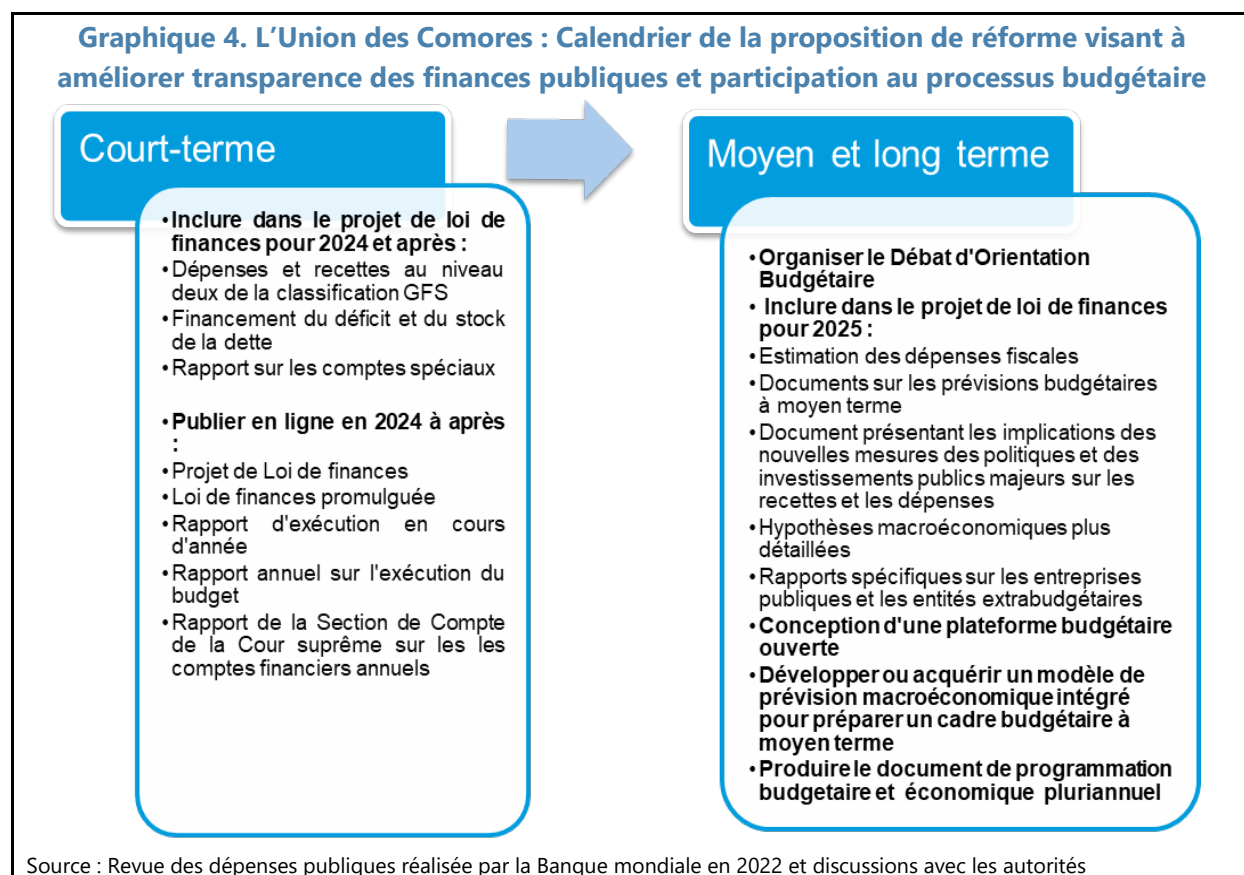 Graphique 4. L’Union des Comores : Calendrier de la proposition de réforme visant à
améliorer transparence des finances publiques et participation au processus budgétaire
Court-terme
•Inclure dans le projet de loi de
finances pour 2024 et après :
•Dépenses et recettes au niveau
deux de la classification GFS
•Financement du déficit et du stock
de la dette
•Rapport sur les comptes spéciaux
•Publier en ligne en 2024 à après
:
•Projet de Loi de finances
•Loi de finances promulguée
•Rapport d'exécution en cours
d'année
•Rapport annuel sur l'exécution du
budget
•Rapport de la Section de Compte
de la Cour suprême sur les les
comptes financiers annuels
Moyen et long terme
•Organiser le Débat d'Orientation
Budgétaire
• Inclure dans le projet de loi de finances
pour 2025 :
•Estimation des dépenses fiscales
•Documents sur les prévisions budgétaires
à moyen terme
•Document présentant les implications des
nouvelles mesures des politiques et des
investissements publics majeurs sur les
recettes et les dépenses
•Hypothèses macroéconomiques plus
détaillées
•Rapports spécifiques sur les entreprises
publiques et les entités extrabudgétaires
•Conception d'une plateforme budgétaire
ouverte
•Développer ou acquérir un modèle de
prévision macroéconomique intégré
pour préparer un cadre budgétaire à
moyen terme
•Produire le document de programmation
budgetaire et économique pluriannuel
Source : Revue des dépenses publiques réalisée par la Banque mondiale en 2022 et discussions avec les autorités